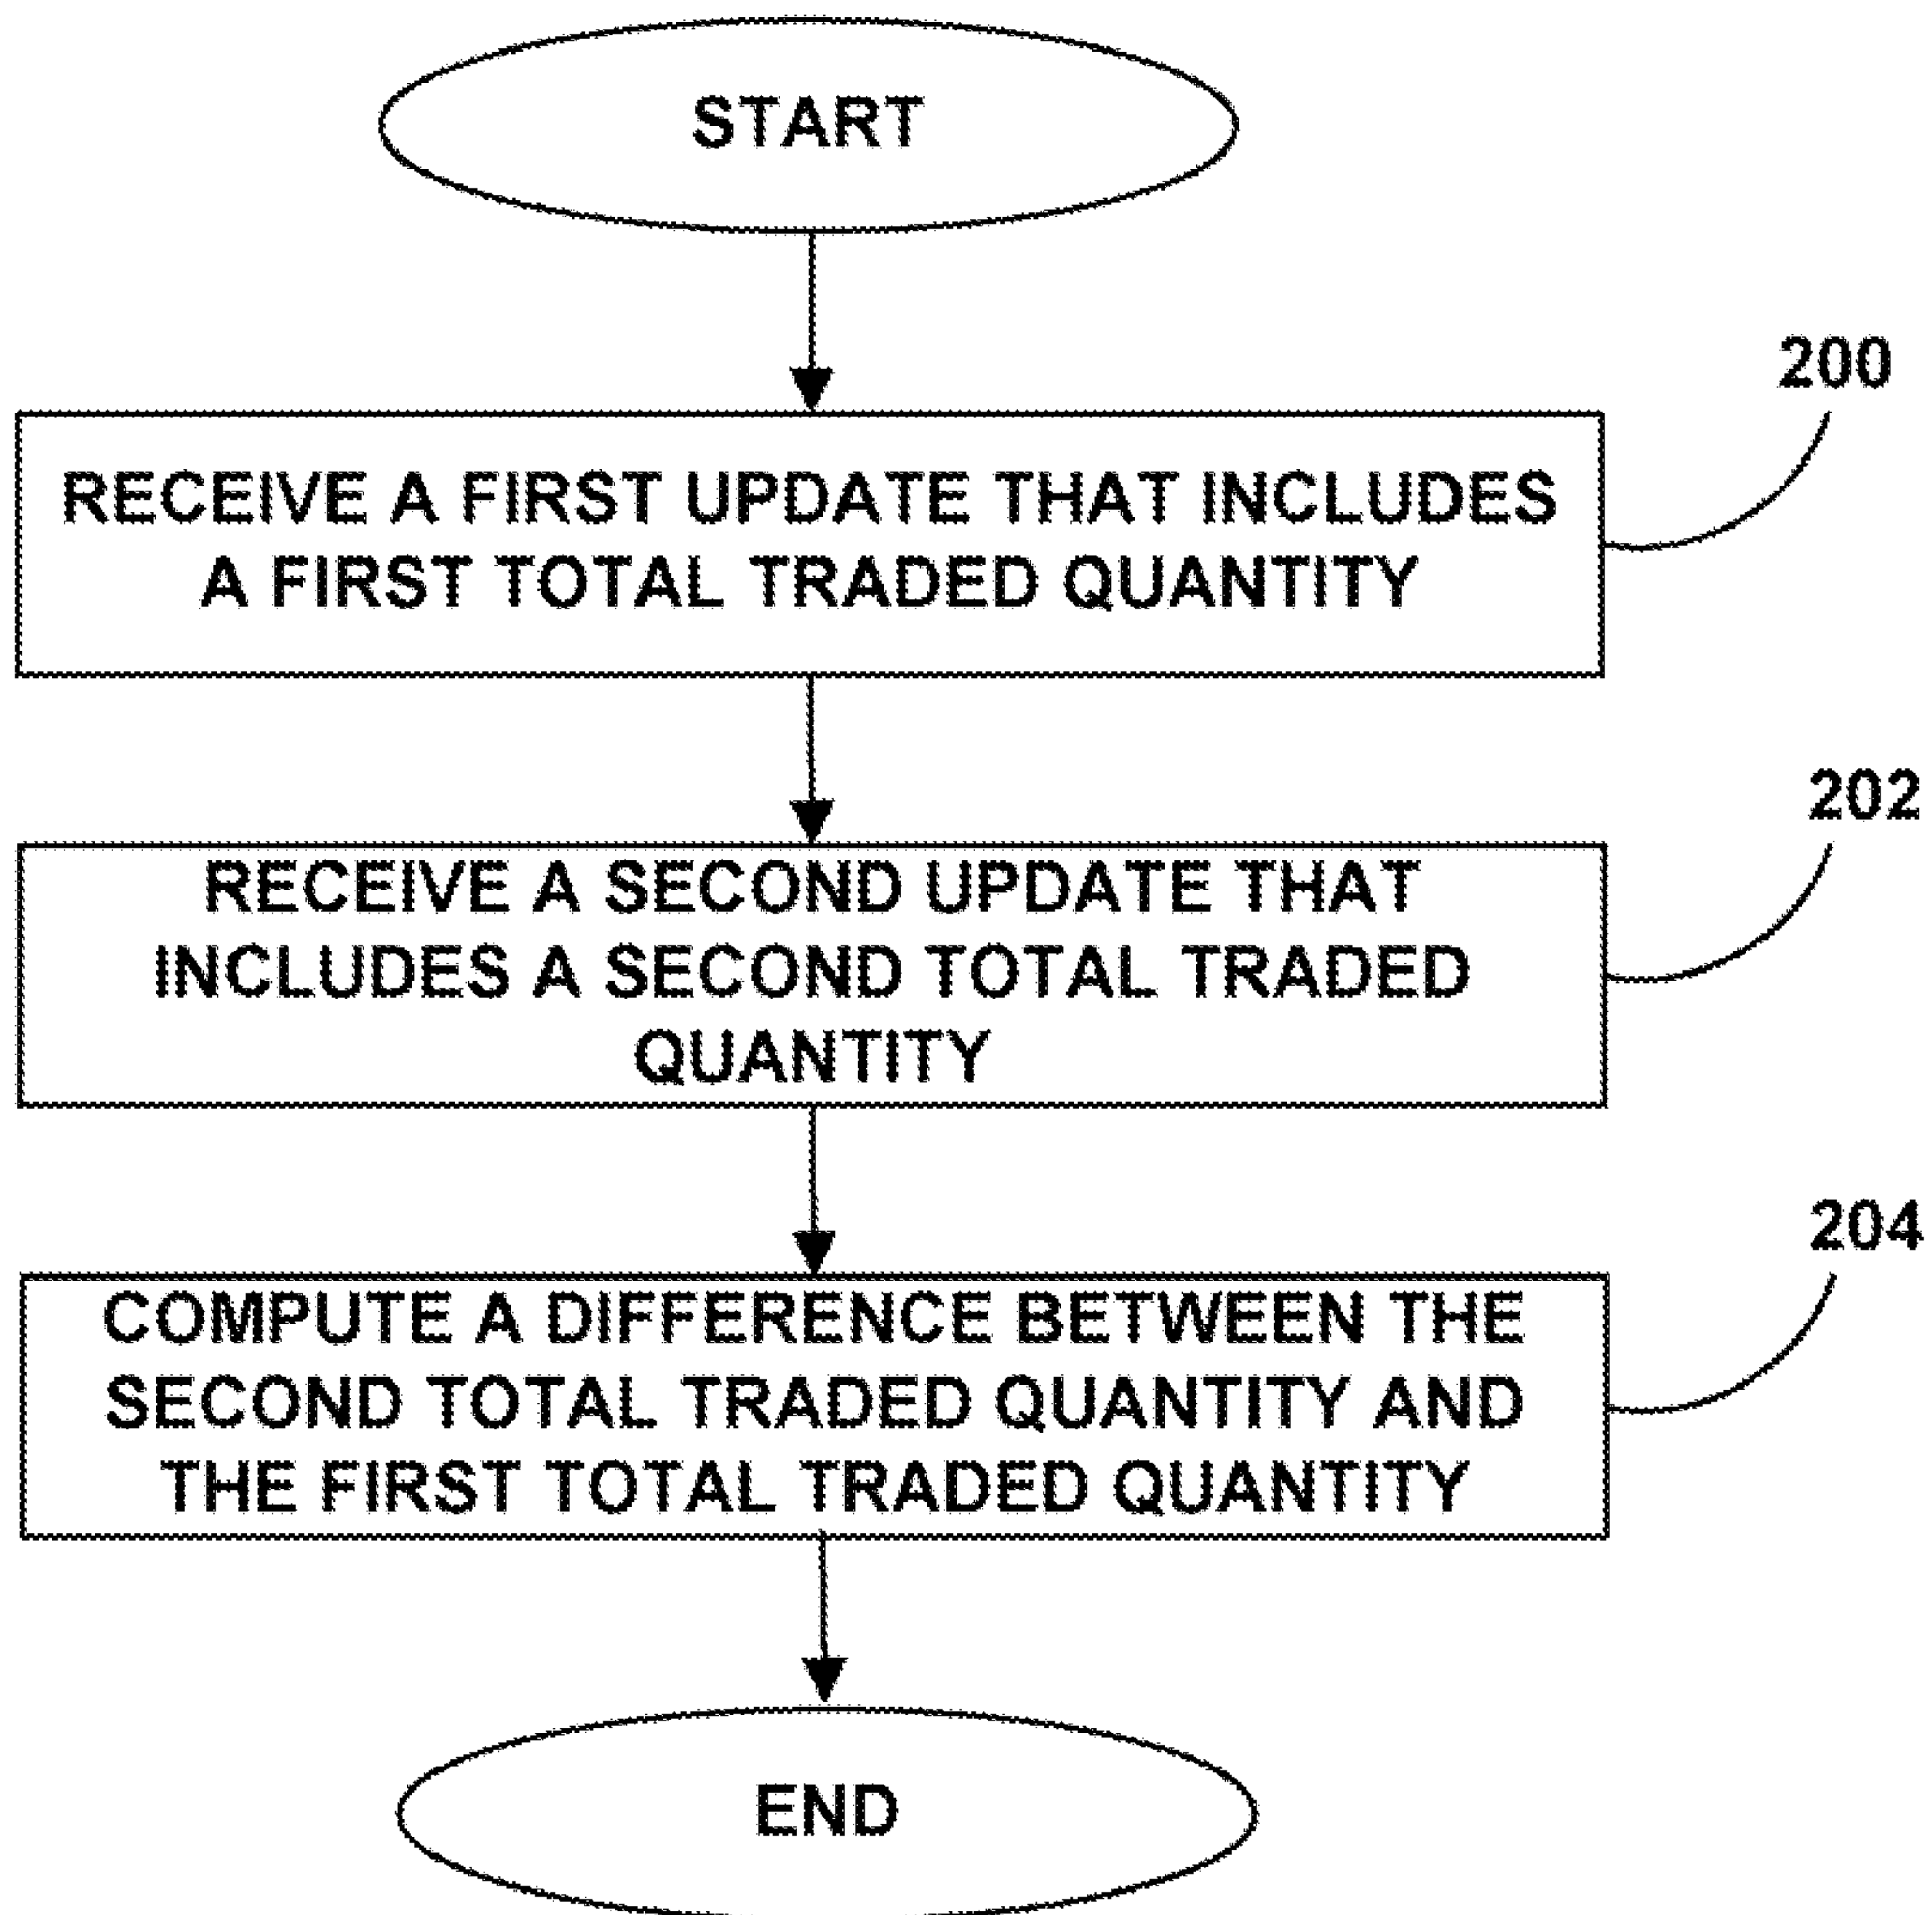 START
200
RECEIVE A FIRST UPDATE THAT INCLUDES
A FIRST TOTAL TRADED QUANTITY
202
RECEIVE A SECOND UPDATE THAT
INCLUDES A SECOND TOTAL TRADED
QUANTITY
204
COMPUTE A DIFFERENCE BETWEEN THE
SECOND TOTAL TRADED QUANTITY AND
THE FIRST TOTAL TRADED QUANTITY
END